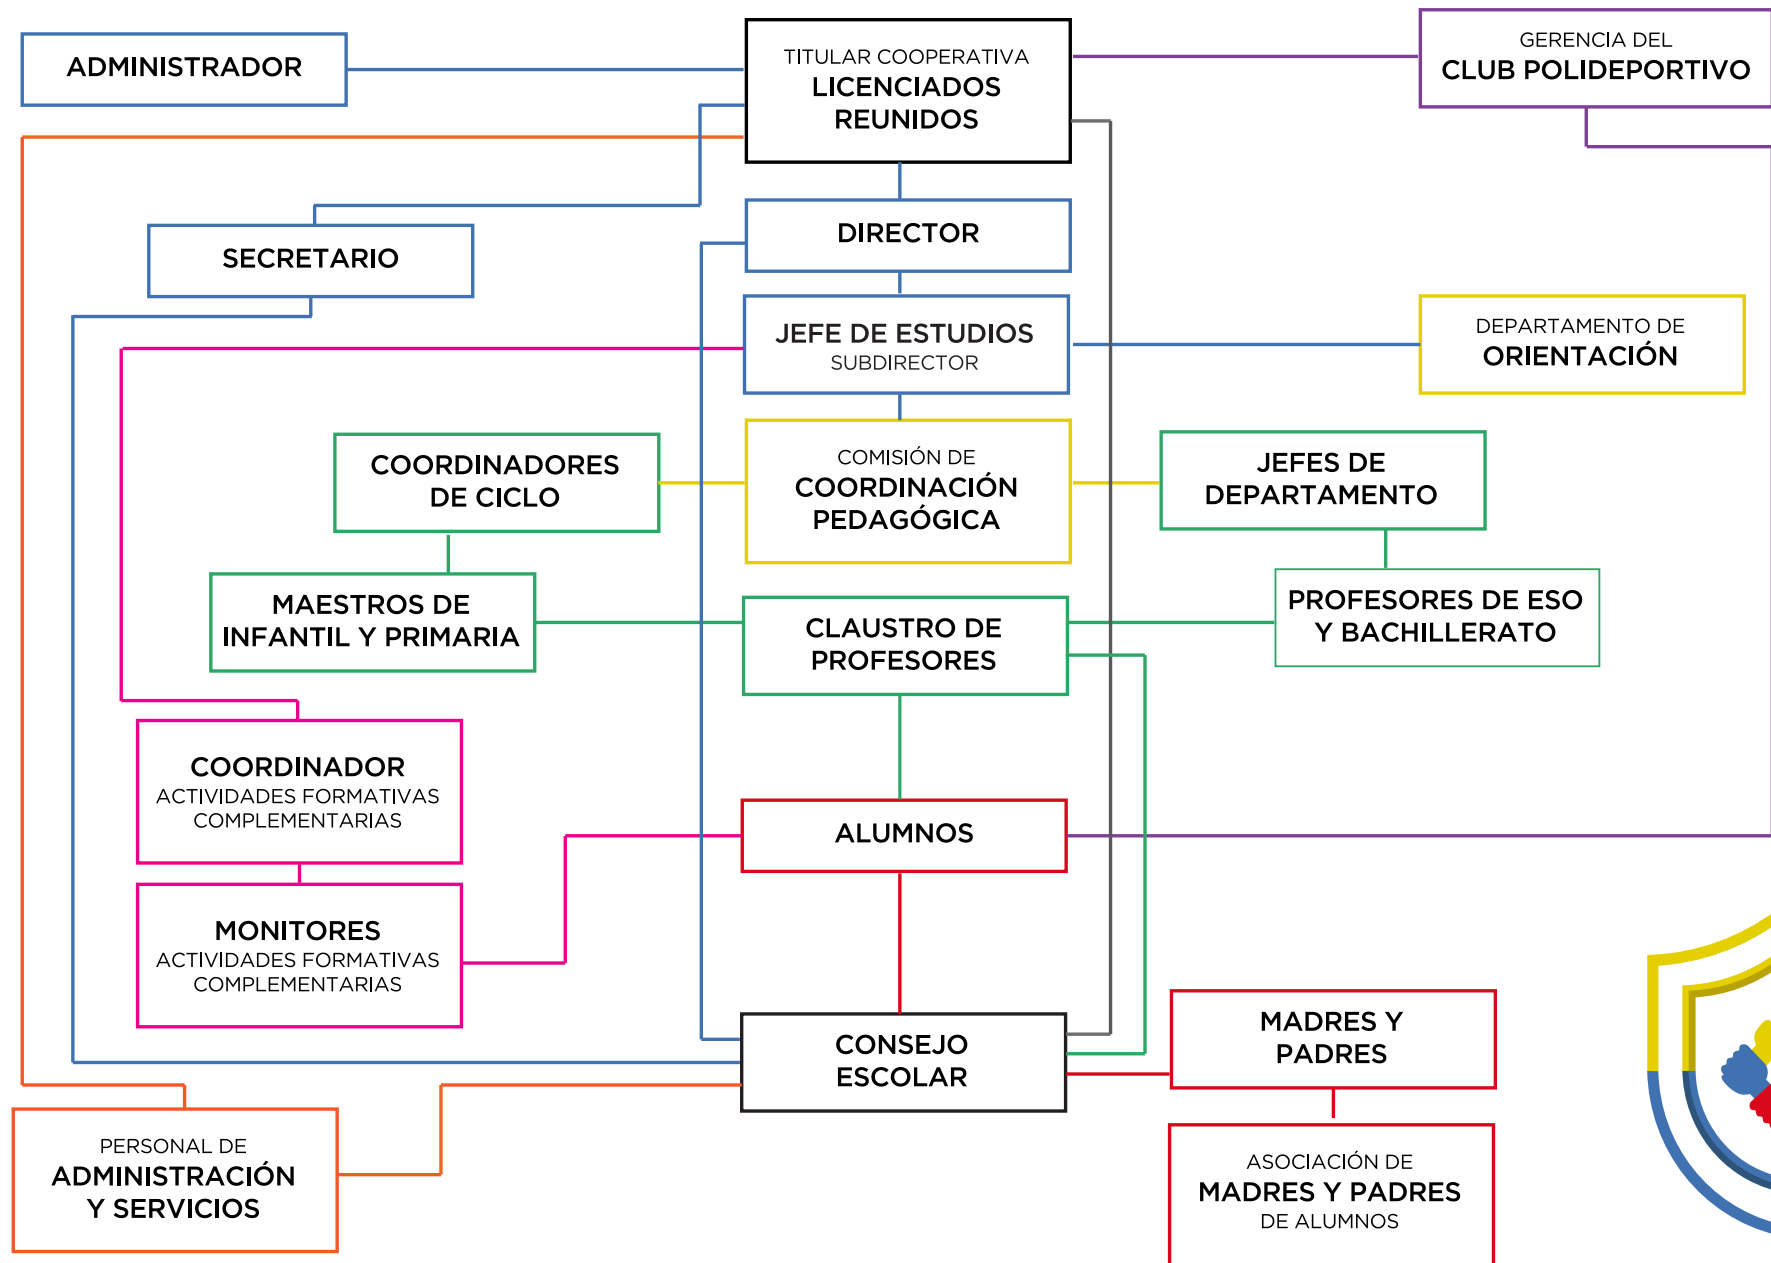 ADMINISTRADOR
TITULAR COOPERATIVA
LICENCIADOS
REUNIDOS
GERENCIA DEL
CLUB POLIDEPORTIVO
SECRETARIO
DIRECTOR
JEFE DE ESTUDIOS
SUBDIRECTOR
DEPARTAMENTO DE
ORIENTACIÓN
COORDINADORES
DE CICLO
COMISIÓN DE
COORDINACIÓN
PEDAGÓGICA
JEFES DE
DEPARTAMENTO
MAESTROS DE
INFANTIL Y PRIMARIA
CLAUSTRO DE
PROFESORES
PROFESORES DE ESO
Y BACHILLERATO
COORDINADOR
ACTIVIDADES FORMATIVAS
COMPLEMENTARIAS
ALUMNOS
MONITORES
ACTIVIDADES FORMATIVAS
COMPLEMENTARIAS
CONSEJO
ESCOLAR
MADRES Y
PADRES
PERSONAL DE
ADMINISTRACIÓN
Y SERVICIOS
ASOCIACIÓN DE
MADRES Y PADRES
DE ALUMNOS